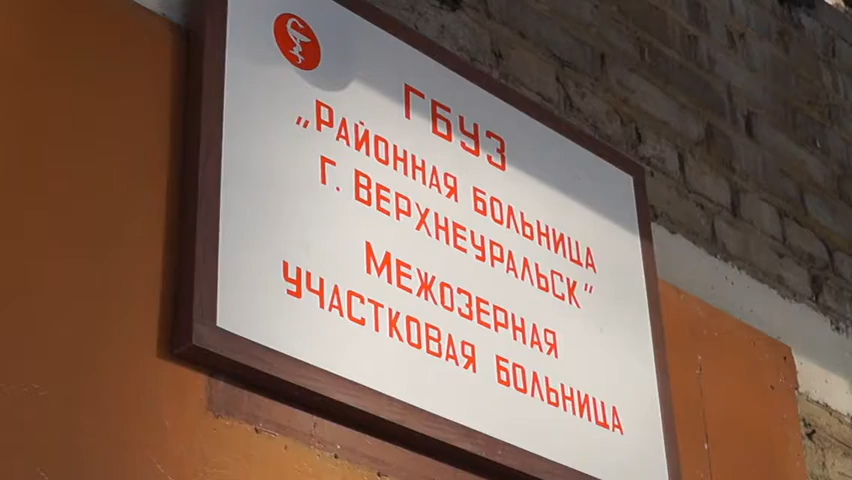 ГБУЗ
„РАЙОННАЯ БОЛЬНИЦА
Г. ВЕРХНЕУРАЛЬСК”
МЕЖОЗЕРНАЯ
УЧАСТКОВАЯ БОЛЬНИЦА